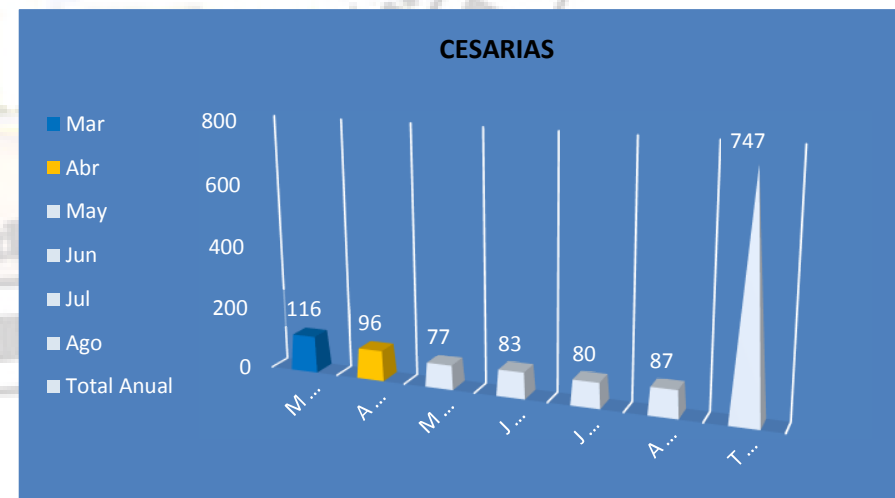 CESARIAS
Mar
Abr
May
Jun
Jul
Ago
Total Anual
800
600
400
200
0
116
96
77
83
80
87
747
M...
A...
M...
J...
J...
A...
T...